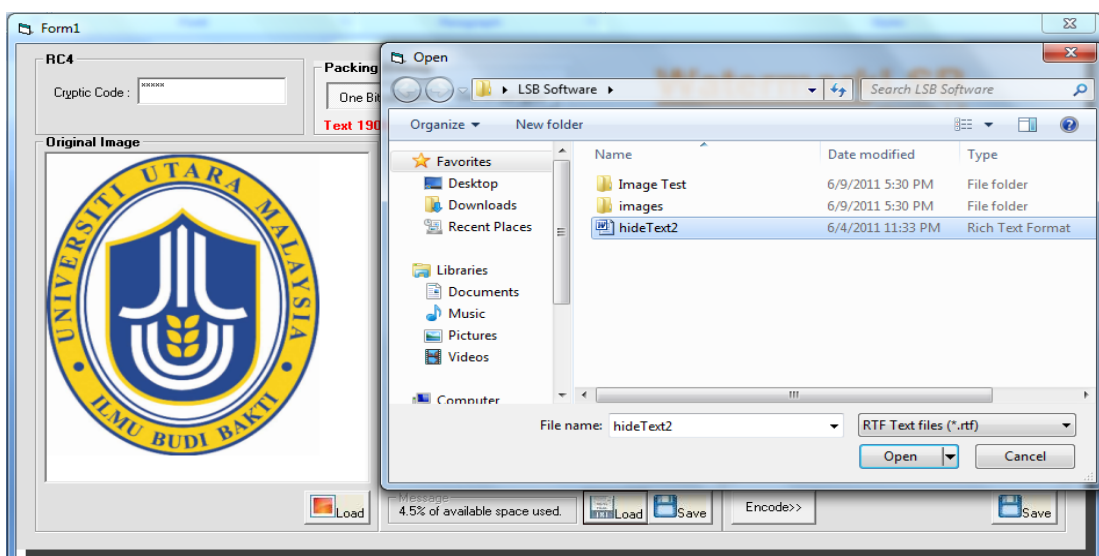 Form1
RC4
Cryptic Code : *****
Packing
One Bit
Text 190
Original Image
UNIVERSITI UTARA MALAYSIA
ILMU BUDI BAKTI
Load
Open
LSB Software
Search LSB Software
Organize
New folder
Favorites
Desktop
Downloads
Recent Places
Libraries
Documents
Music
Pictures
Videos
Computer
Name Date modified Type
Image Test 6/9/2011 5:30 PM File folder
images 6/9/2011 5:30 PM File folder
hideText2 6/4/2011 11:33 PM Rich Text Format
File name: hideText2 RTF Text files (*.rtf)
Open Cancel
Message
4.5% of available space used.
Load Save Encode>> Save